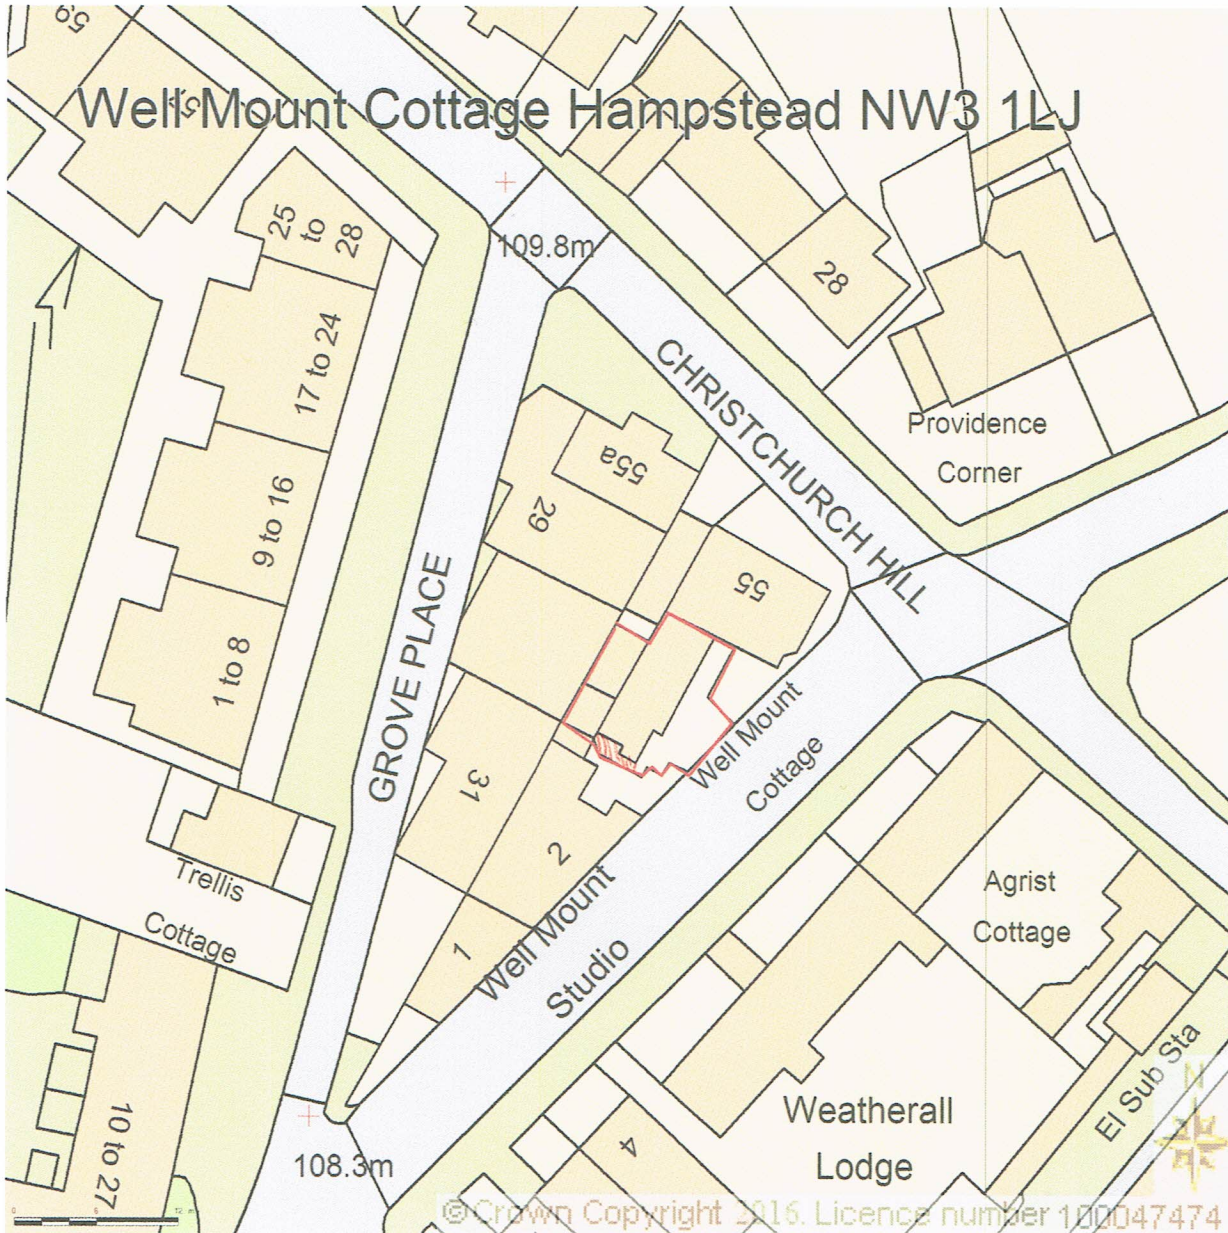 59
Well Mount Cottage Hampstead NW3 1LJ
25
to
28
109.8m
28
17 to 24
CHRISTCHURCH HILL
Providence
Corner
55a
29
9 to 16
GROVE PLACE
55
1 to 8
Well Mount
Cottage
31
2
Trellis
Cottage
1
Well Mount
Studio
Agrist
Cottage
El Sub Sta
N
Weatherall
Lodge
4
10 to 27
108.3m
© Crown Copyright 2016. Licence number 100047474